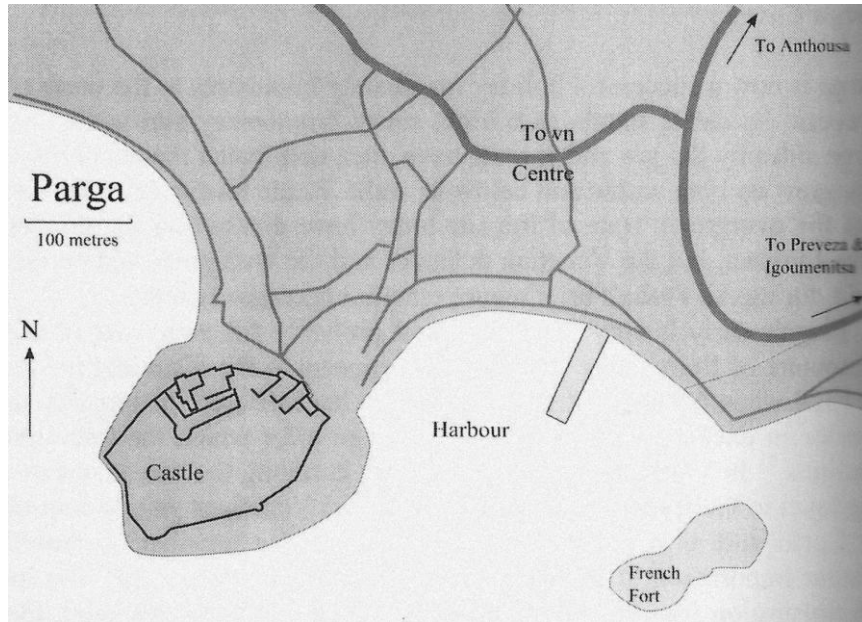 To Anthousa
Town
Centre
Parga
100 metres
To Preveza &
Igoumenitsa
N
Harbour
Castle
French
Fort